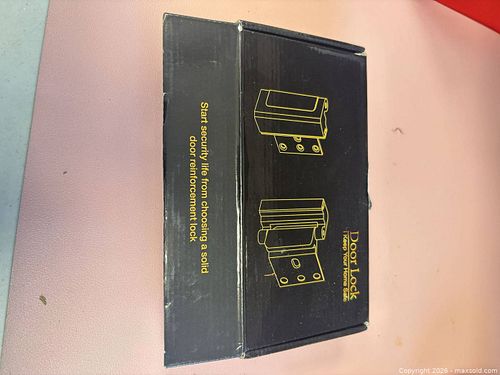 Door Lock
Keep Your Home Safe
Start security life from choosing a solid
door reinforcement lock
Copyright 2026 - maxsold.com